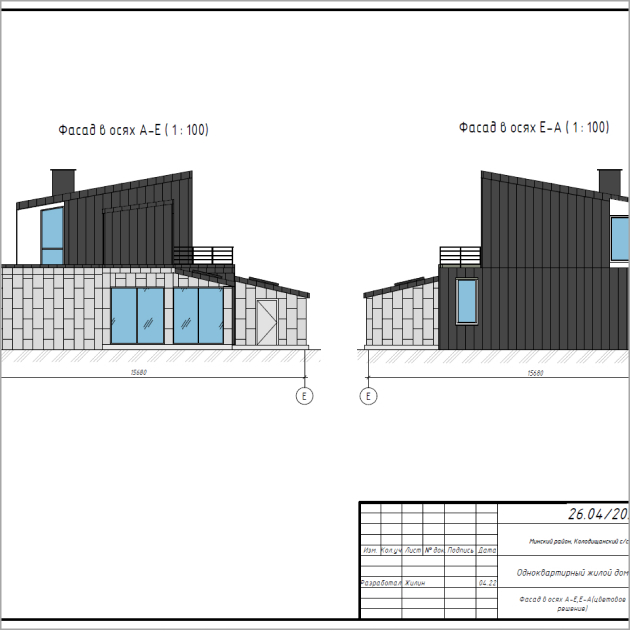 Фасад в осях А-Е ( 1 : 100)
Фасад в осях Е-А ( 1 : 100)
15680
15680
Е
Е
26.04/20
Минский район, Колодищанский с/с
Изм. Кол.уч Лист № док Подпись Дата
Одноквартирный жилой дом
Разработал Жилин 04.22
Фасад в осях А-Е,Е-А(цветовое
решение)